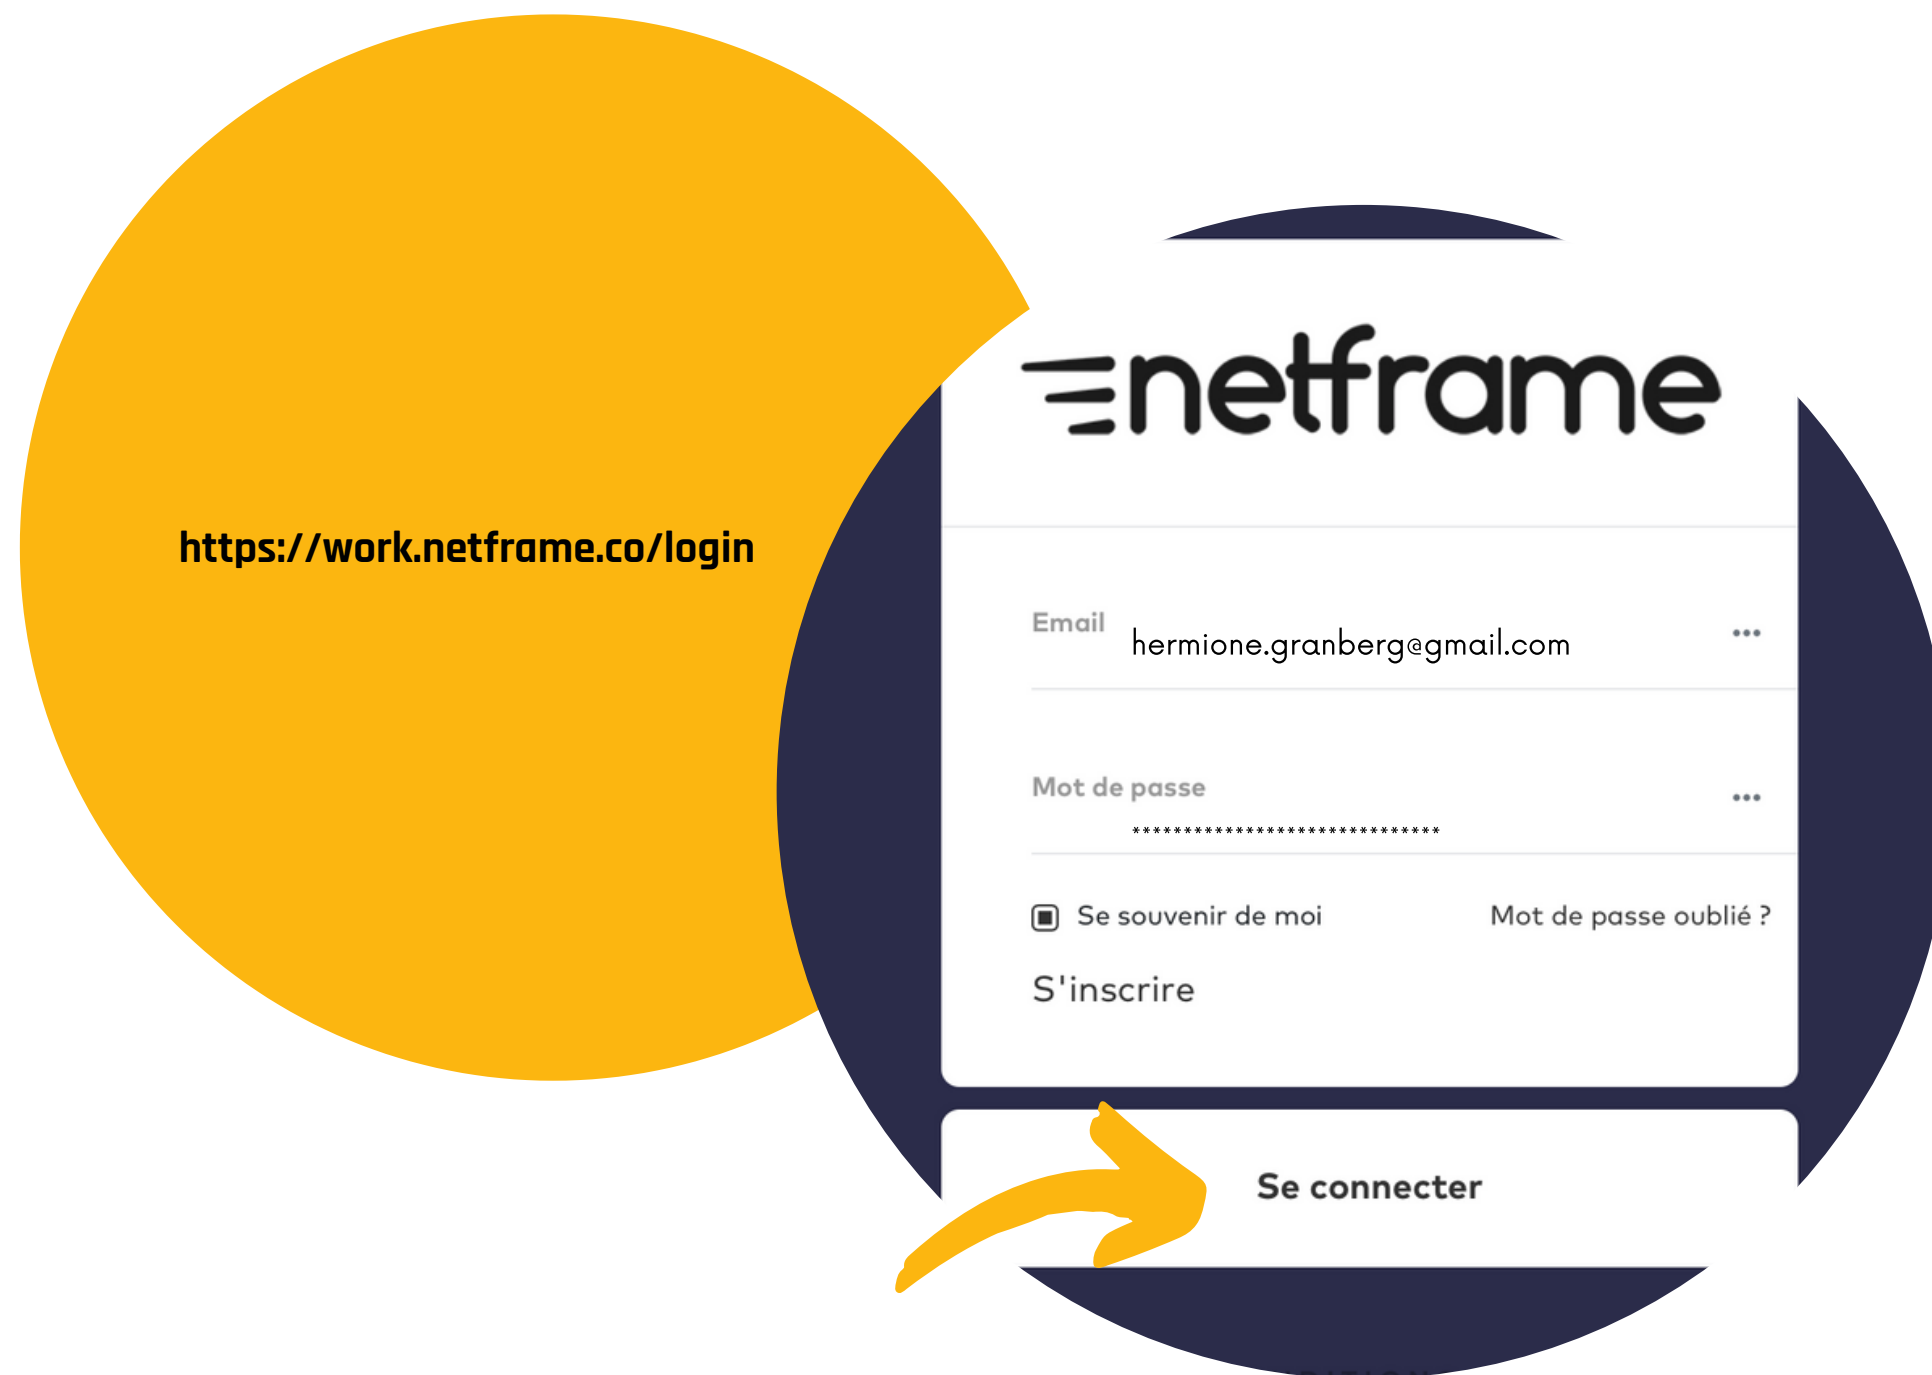 https://work.netframe.co/login
netframe
Email
hermione.granberg@gmail.com
Mot de passe
******************************
Se souvenir de moi
Mot de passe oublié ?
S'inscrire
Se connecter